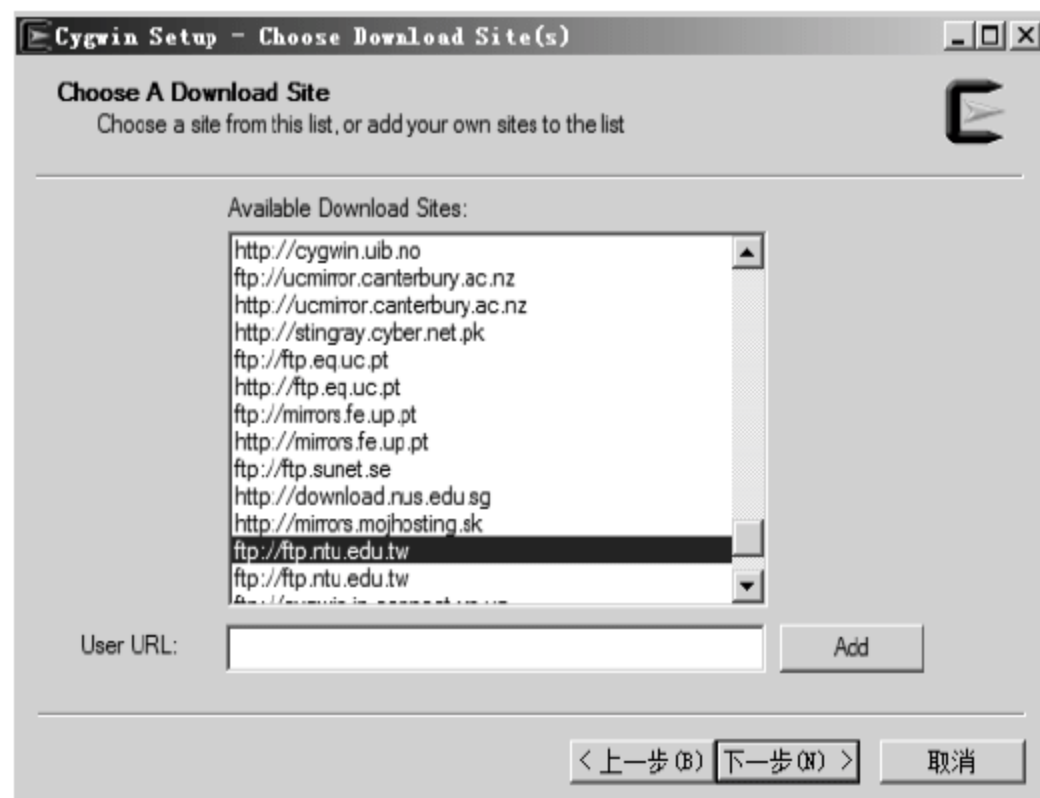 Cygwin Setup - Choose Download Site(s)
Choose A Download Site
Choose a site from this list, or add your own sites to the list
Available Download Sites:
http://cygwin.uib.no
ftp://ucmirror.canterbury.ac.nz
http://ucmirror.canterbury.ac.nz
http://stingray.cyber.net.pk
ftp://ftp.eq.uc.pt
http://ftp.eq.uc.pt
ftp://mirrors.fe.up.pt
http://mirrors.fe.up.pt
ftp://ftp.sunet.se
http://download.nus.edu.sg
http://mirrors.mojhosting.sk
ftp://ftp.ntu.edu.tw
ftp://ftp.ntu.edu.tw
User URL:
Add
<上一步(B) 下一步(N) > 取消